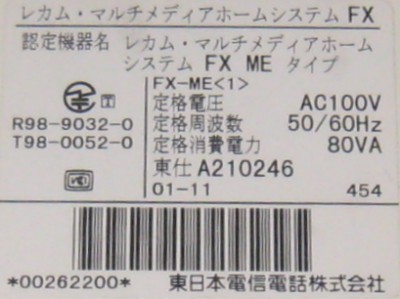 レカム・マルチメディアホームシステム FX
認定機器名 レカム・マルチメディアホーム
システム FX ME タイプ
FX-ME<1>
定格電圧 AC100V
定格周波数 50/60Hz
定格消費電力 80VA
東仕 A210246
01-11 454
R98-9032-0
T98-0052-0
*00262200* 東日本電信電話株式会社